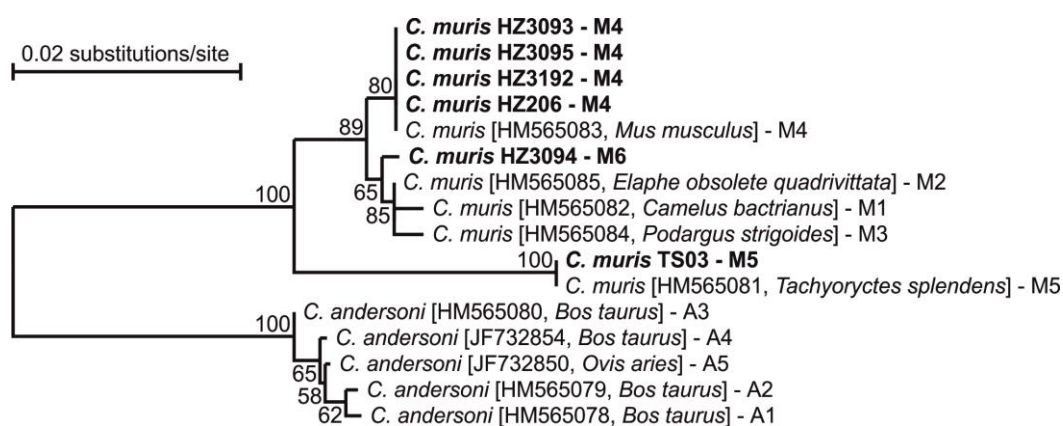 C. muris HZ3093 - M4
0.02 substitutions/site
C. muris HZ3095 - M4
C. muris HZ3192 - M4
80
C. muris HZ206 - M4
89
C. muris [HM565083, Mus musculus] - M4
C. muris HZ3094 - M6
65
C. muris [HM565085, Elaphe obsolete quadrivittata] - M2
85
C. muris [HM565082, Camelus bactrianus] - M1
100
C. muris [HM565084, Podargus strigoides] - M3
100
C. muris TS03 - M5
C. muris [HM565081, Tachyoryctes splendens] - M5
100
C. andersoni [HM565080, Bos taurus] - A3
C. andersoni [JF732854, Bos taurus] - A4
65
C. andersoni [JF732850, Ovis aries] - A5
58
C. andersoni [HM565079, Bos taurus] - A2
62
C. andersoni [HM565078, Bos taurus] - A1